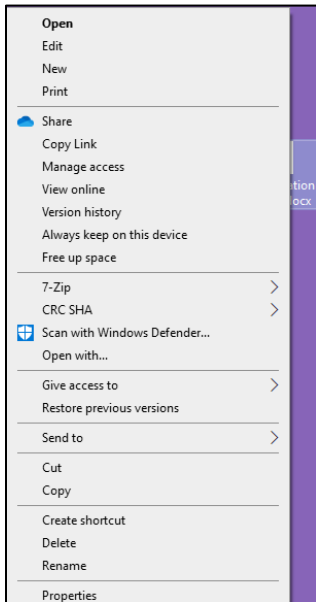 Open
Edit
New
Print
Share
Copy Link
Manage access
View online
Version history
Always keep on this device
Free up space
7-Zip
CRC SHA
Scan with Windows Defender...
Open with...
Give access to
Restore previous versions
Send to
Cut
Copy
Create shortcut
Delete
Rename
Properties